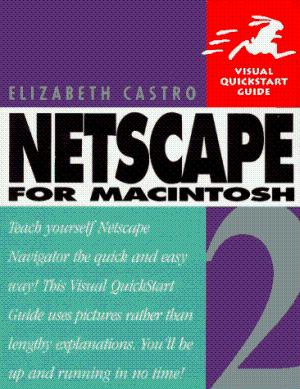 VISUAL
QUICKSTART
GUIDE
ELIZABETH CASTRO
NETSCAPE
FOR MACINTOSH
2
Teach yourself Netscape
Navigator the quick and easy
way! This Visual QuickStart
Guide uses pictures rather than
lengthy explanations. You'll be
up and running in no time!